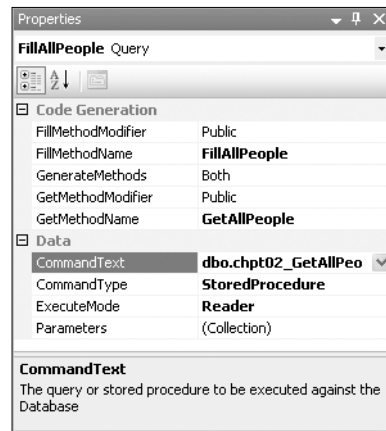 Properties
FillAllPeople Query
Code Generation
FillMethodModifier Public
FillMethodName FillAllPeople
GenerateMethods Both
GetMethodModifier Public
GetMethodName GetAllPeople
Data
CommandText dbo.chpt02_GetAllPeo
CommandType StoredProcedure
ExecuteMode Reader
Parameters (Collection)
CommandText
The query or stored procedure to be executed against the
Database